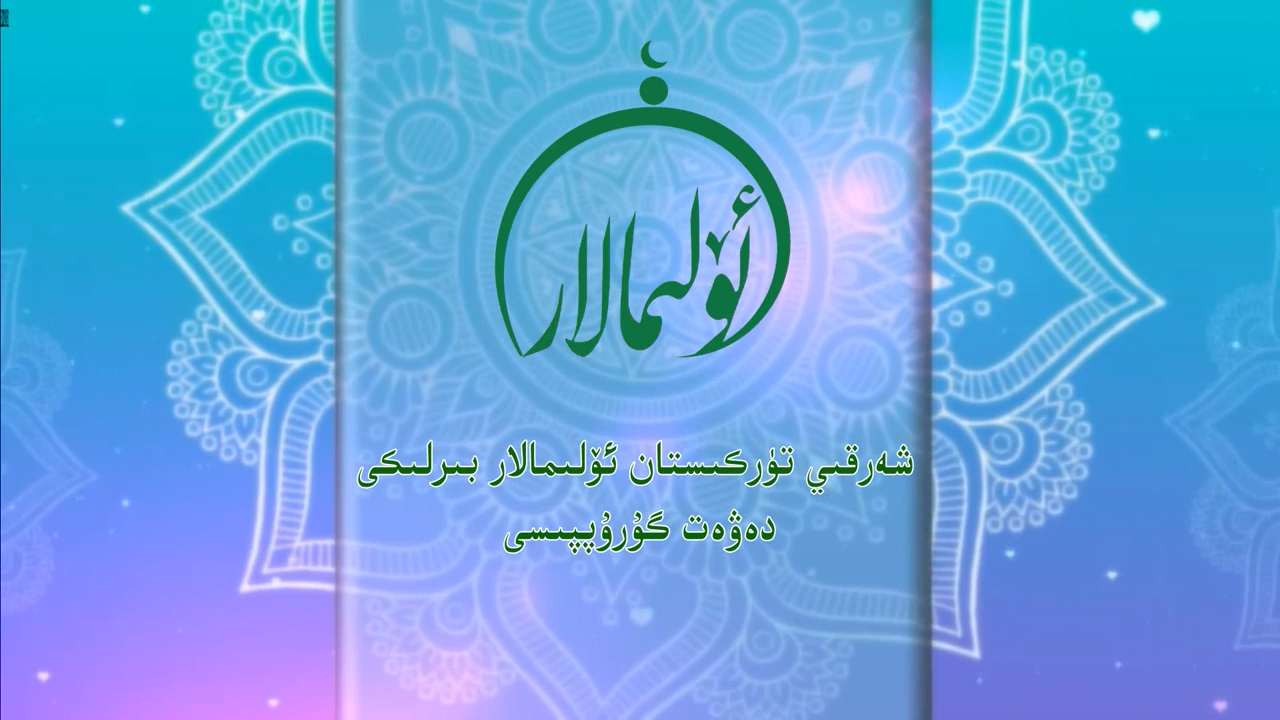 ئۆلىمالار
شەرقىي تۈركىستان ئۆلىمالار بىرلىكى
دەۋەت گۇرۇپپىسى